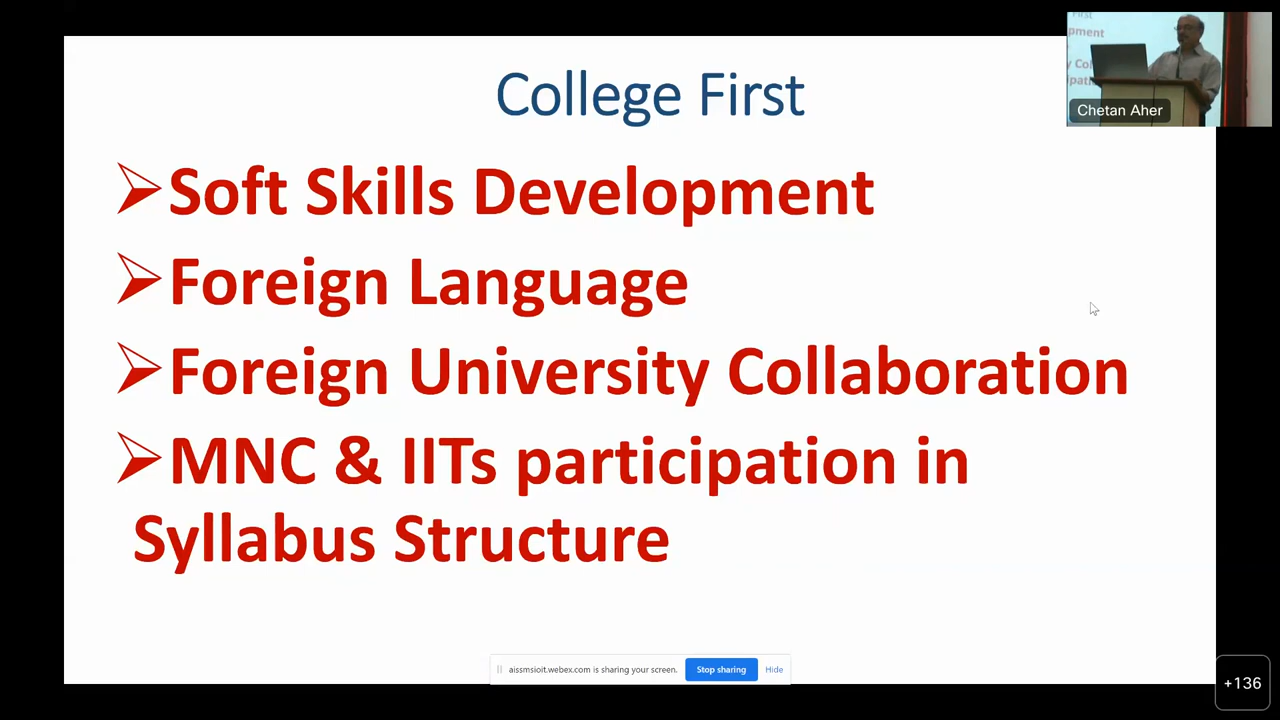 College First
➢Soft Skills Development
➢Foreign Language
➢Foreign University Collaboration
➢MNC & IITs participation in
Syllabus Structure
Chetan Aher
aissmsioit.webex.com is sharing your screen. Stop sharing Hide
+136